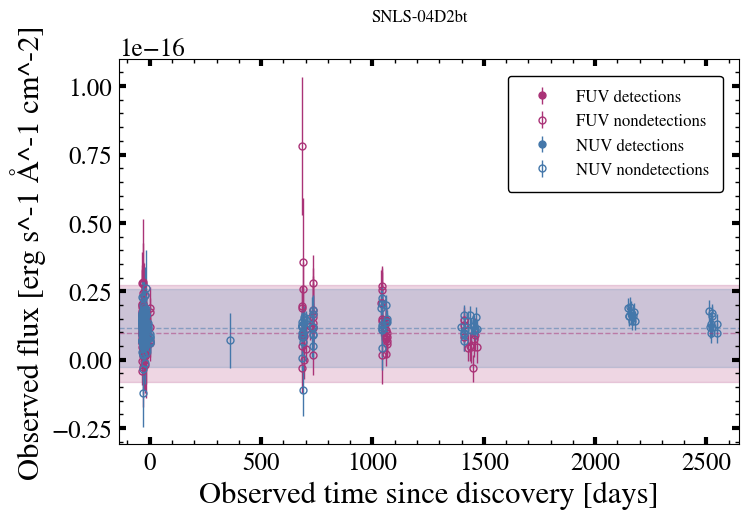 SNLS-04D2bt
1e−16
1.00
0.75
0.50
0.25
0.00
−0.25
0
500
1000
1500
2000
2500
Observed time since discovery [days]
Observed flux [erg s^-1 Å^-1 cm^-2]
FUV detections
FUV nondetections
NUV detections
NUV nondetections